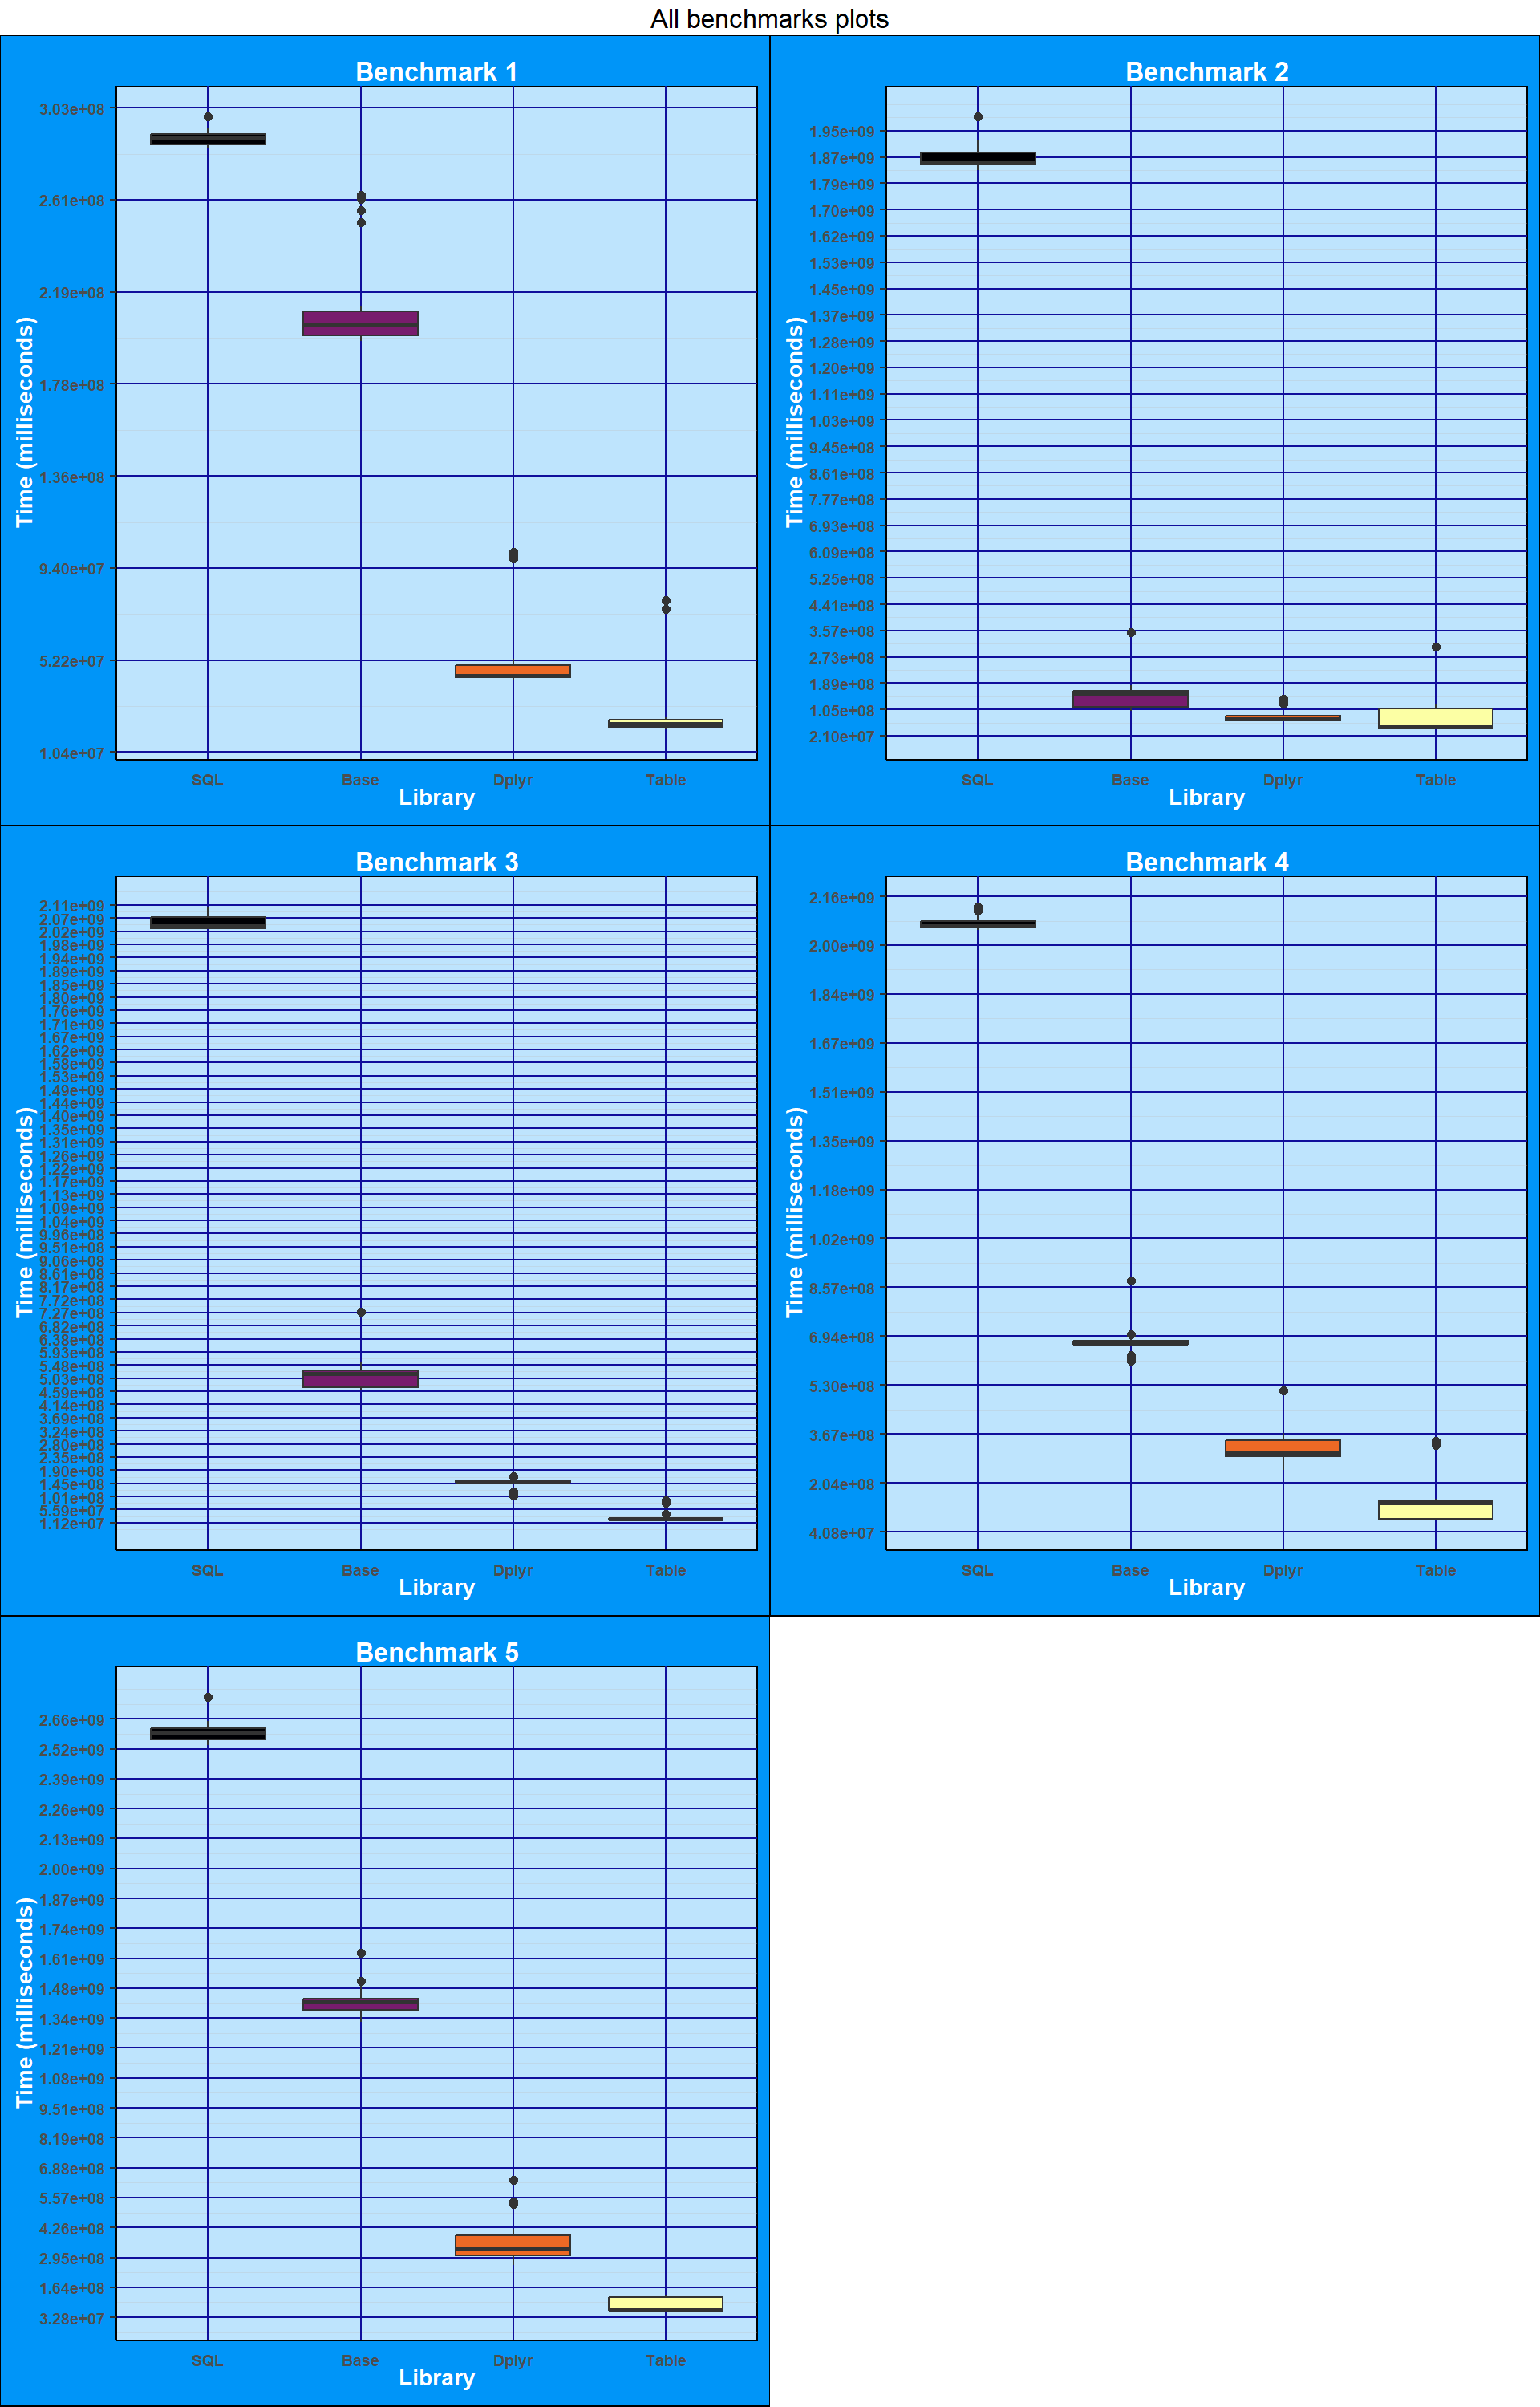 All benchmarks plots
Benchmark 1
Time (milliseconds)
3.03e+08
2.61e+08
2.19e+08
1.78e+08
1.36e+08
9.40e+07
5.22e+07
1.04e+07
SQL Base Dplyr Table
Library
Benchmark 2
Time (milliseconds)
1.95e+09
1.87e+09
1.79e+09
1.70e+09
1.62e+09
1.53e+09
1.45e+09
1.37e+09
1.28e+09
1.20e+09
1.11e+09
1.03e+09
9.45e+08
8.61e+08
7.77e+08
6.93e+08
6.09e+08
5.25e+08
4.41e+08
3.57e+08
2.73e+08
1.89e+08
1.05e+08
2.10e+07
SQL Base Dplyr Table
Library
Benchmark 3
Time (milliseconds)
2.11e+09
2.07e+09
2.02e+09
1.98e+09
1.94e+09
1.89e+09
1.85e+09
1.80e+09
1.76e+09
1.71e+09
1.67e+09
1.62e+09
1.58e+09
1.53e+09
1.49e+09
1.44e+09
1.40e+09
1.35e+09
1.31e+09
1.26e+09
1.22e+09
1.17e+09
1.13e+09
1.09e+09
1.04e+09
9.96e+08
9.51e+08
9.06e+08
8.61e+08
8.17e+08
7.72e+08
7.27e+08
6.82e+08
6.38e+08
5.93e+08
5.48e+08
5.03e+08
4.59e+08
4.14e+08
3.69e+08
3.24e+08
2.80e+08
2.35e+08
1.90e+08
1.45e+08
1.01e+08
5.59e+07
1.12e+07
SQL Base Dplyr Table
Library
Benchmark 4
Time (milliseconds)
2.16e+09
2.00e+09
1.84e+09
1.67e+09
1.51e+09
1.35e+09
1.18e+09
1.02e+09
8.57e+08
6.94e+08
5.30e+08
3.67e+08
2.04e+08
4.08e+07
SQL Base Dplyr Table
Library
Benchmark 5
Time (milliseconds)
2.66e+09
2.52e+09
2.39e+09
2.26e+09
2.13e+09
2.00e+09
1.87e+09
1.74e+09
1.61e+09
1.48e+09
1.34e+09
1.21e+09
1.08e+09
9.51e+08
8.19e+08
6.88e+08
5.57e+08
4.26e+08
2.95e+08
1.64e+08
3.28e+07
SQL Base Dplyr Table
Library